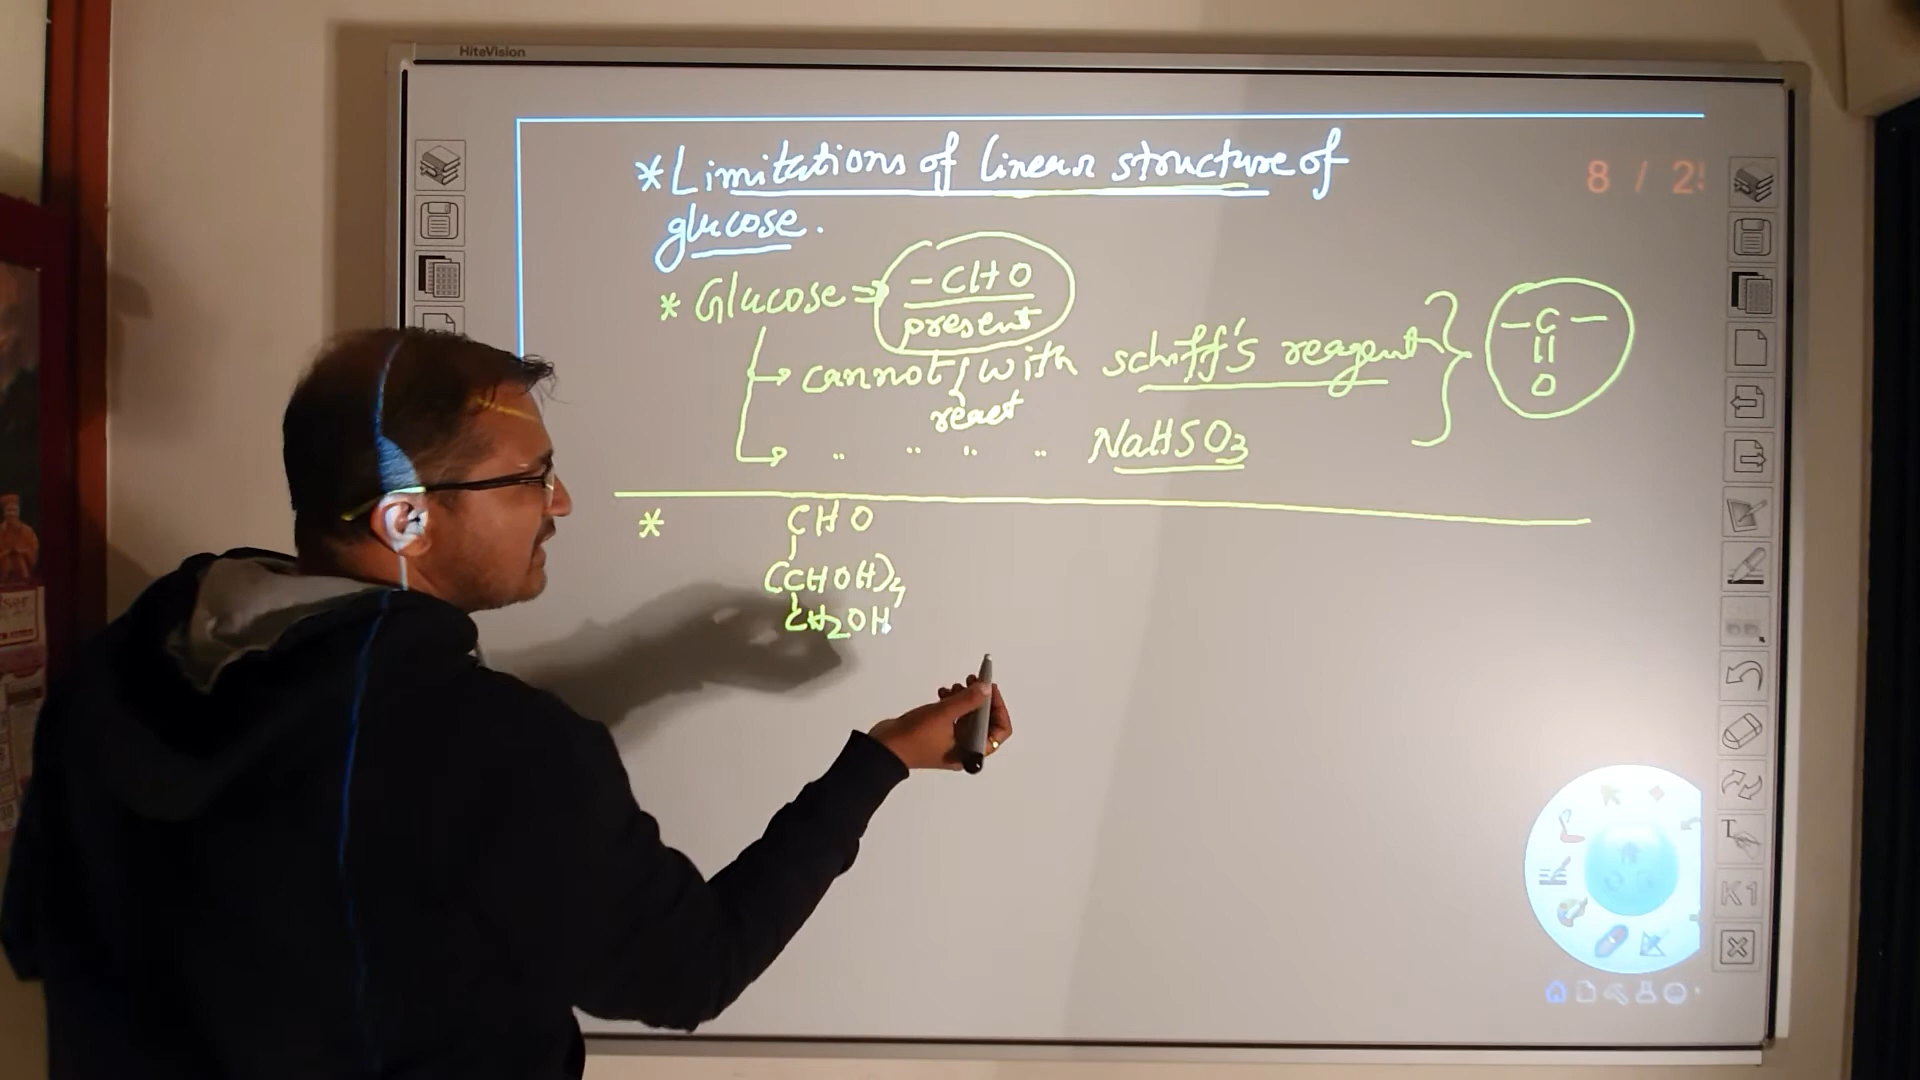 HiteVision
*Limitations of linear structure of
glucose.
8 / 2
* Glucose ⇒ -CHO
present
→ cannot / with schiff's reagent
react
→ " " " " NaHSO3
-C-
||
O
* CHO
(CHOH)4
CH2OH
T
K1